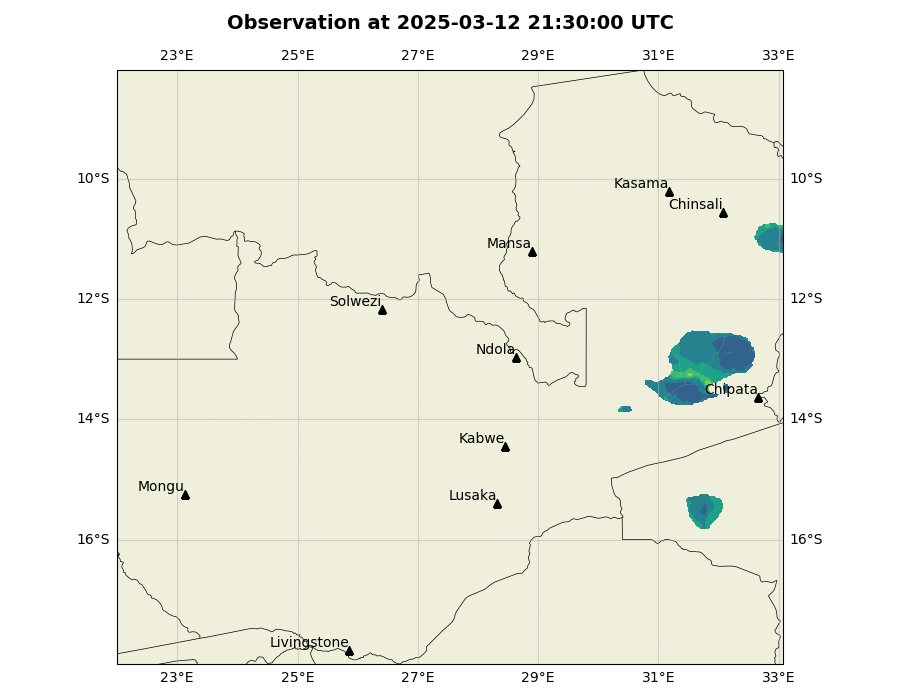 Observation at 2025-03-12 21:30:00 UTC
23°E 25°E 27°E 29°E 31°E 33°E
10°S 10°S
Kasama
Chinsali
Mansa
12°S 12°S
Solwezi
Ndola
Chipata
14°S 14°S
Kabwe
Mongu
Lusaka
16°S 16°S
Livingstone
23°E 25°E 27°E 29°E 31°E 33°E